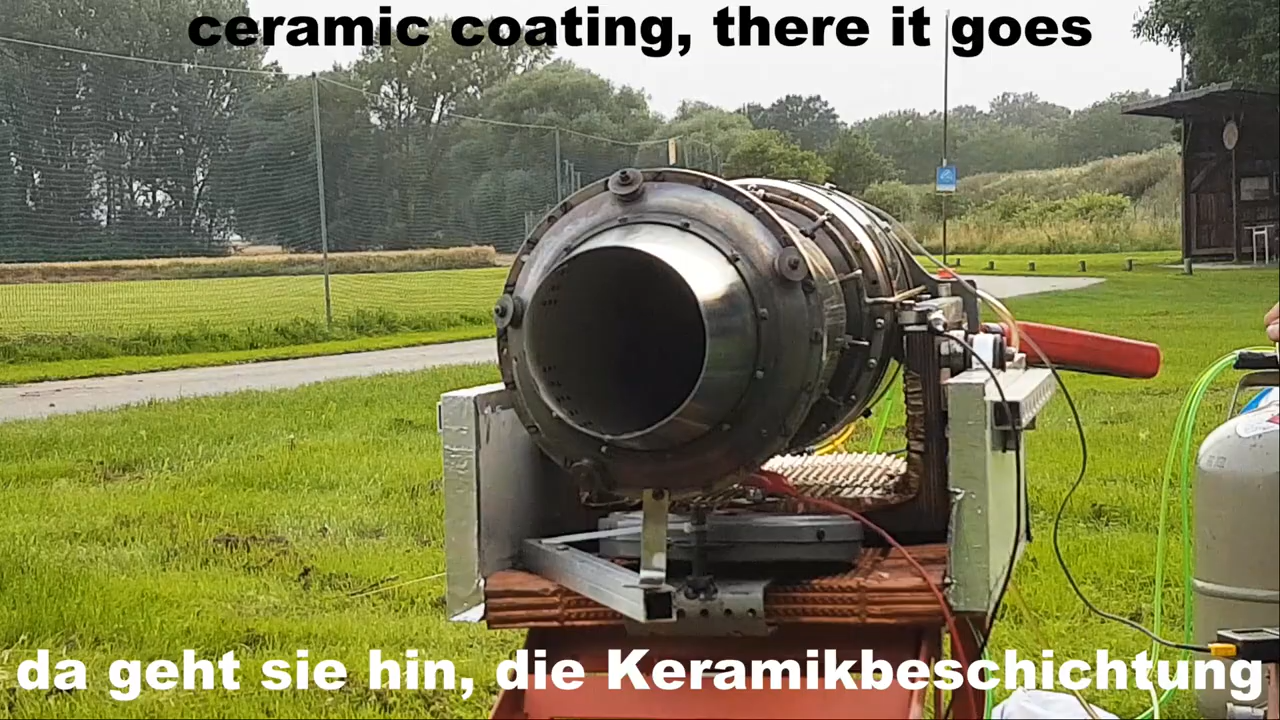 ceramic coating, there it goes
da geht sie hin, die Keramikbeschichtung